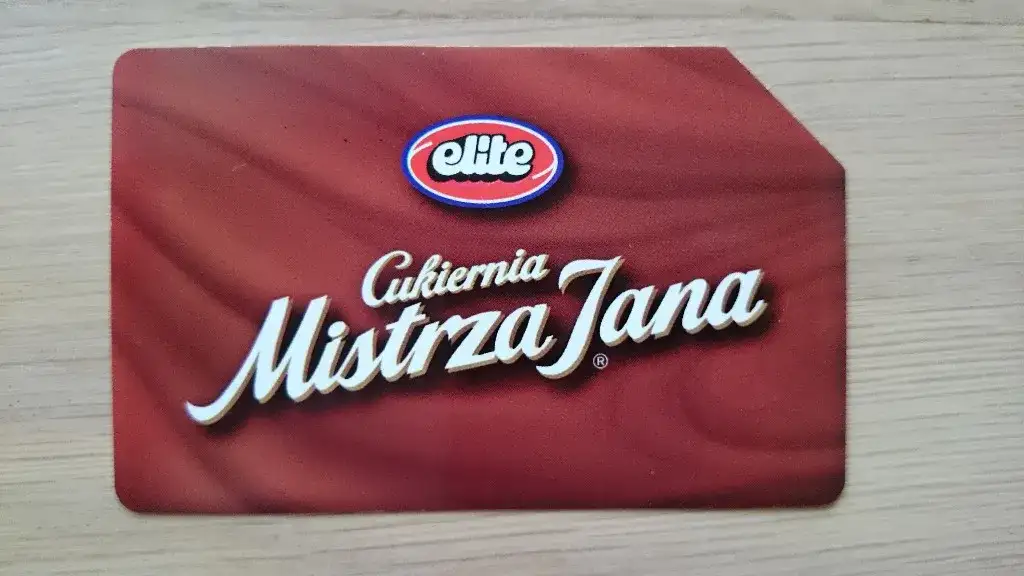 elite
Cukiernia
Mistrza Jana
®